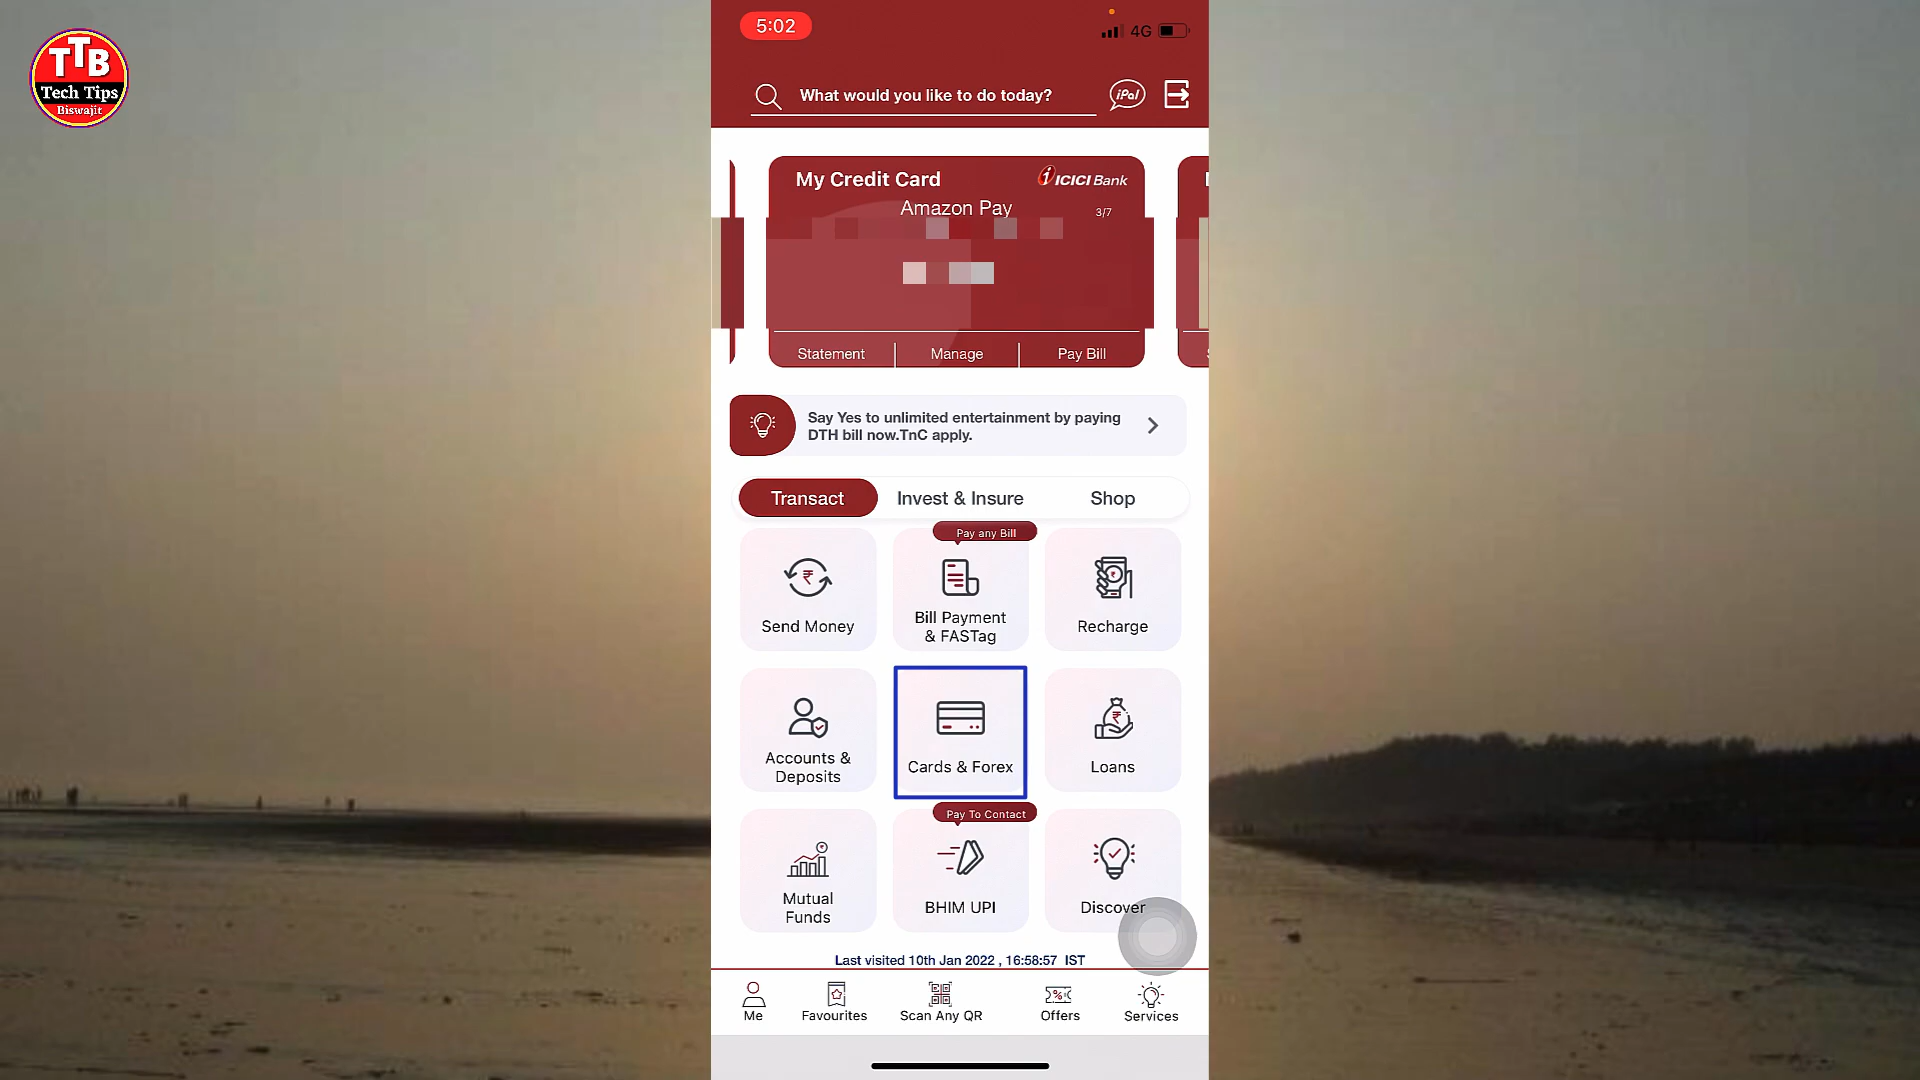 TTB
Tech Tips
Biswajit
5:02
4G
What would you like to do today?
iPal
My Credit Card
ICICI Bank
Amazon Pay
3/7
Statement
Manage
Pay Bill
Say Yes to unlimited entertainment by paying
DTH bill now.TnC apply.
Transact
Invest & Insure
Shop
Pay any Bill
Send Money
Bill Payment
& FASTag
Recharge
Accounts &
Deposits
Cards & Forex
Loans
Pay To Contact
Mutual
Funds
BHIM UPI
Discover
Last visited 10th Jan 2022 , 16:58:57 IST
Me
Favourites
Scan Any QR
Offers
Services